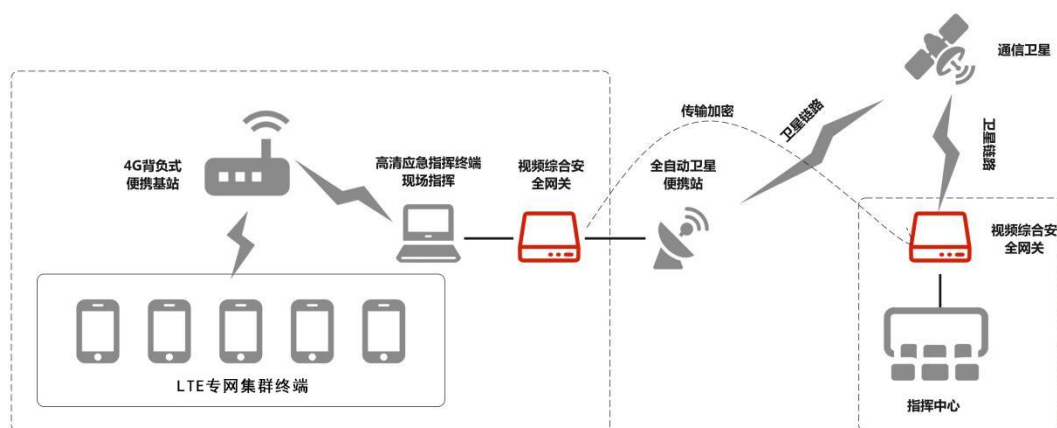 通信卫星
传输加密
卫星链路
卫星链路
4G背负式
便携基站
高清应急指挥终端
现场指挥
视频综合安
全网关
全自动卫星
便携站
视频综合安
全网关
LTE专网集群终端
指挥中心